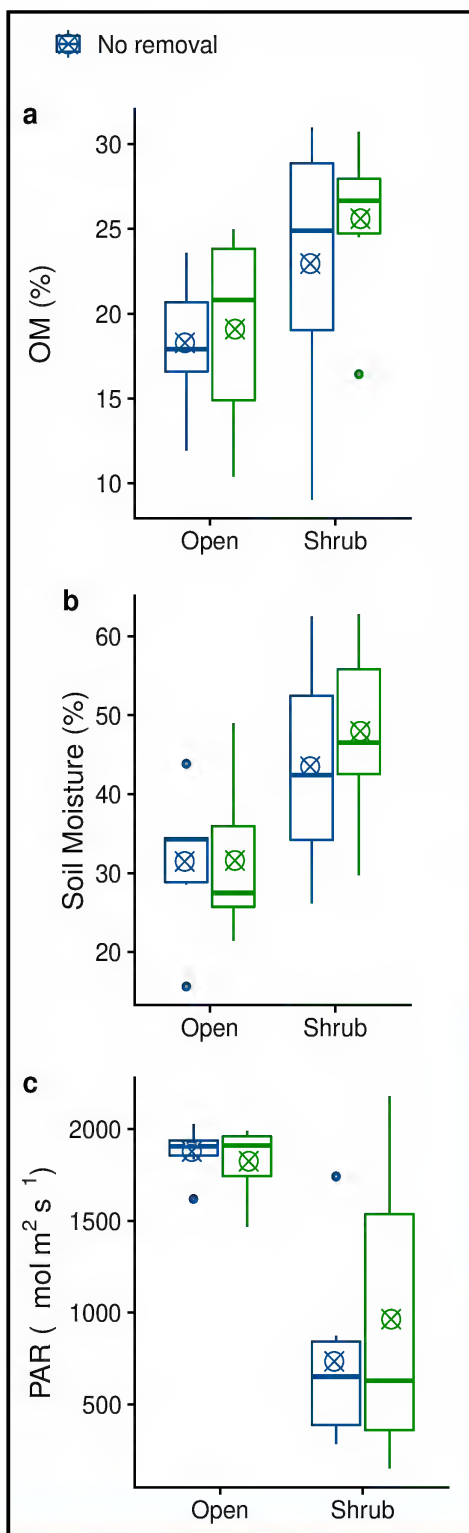 No removal
a
OM (%)
30
25
20
15
10
Open Shrub
b
Soil Moisture (%)
60
50
40
30
20
Open Shrub
c
PAR ( mol m² s ¹)
2000
1500
1000
500
Open Shrub